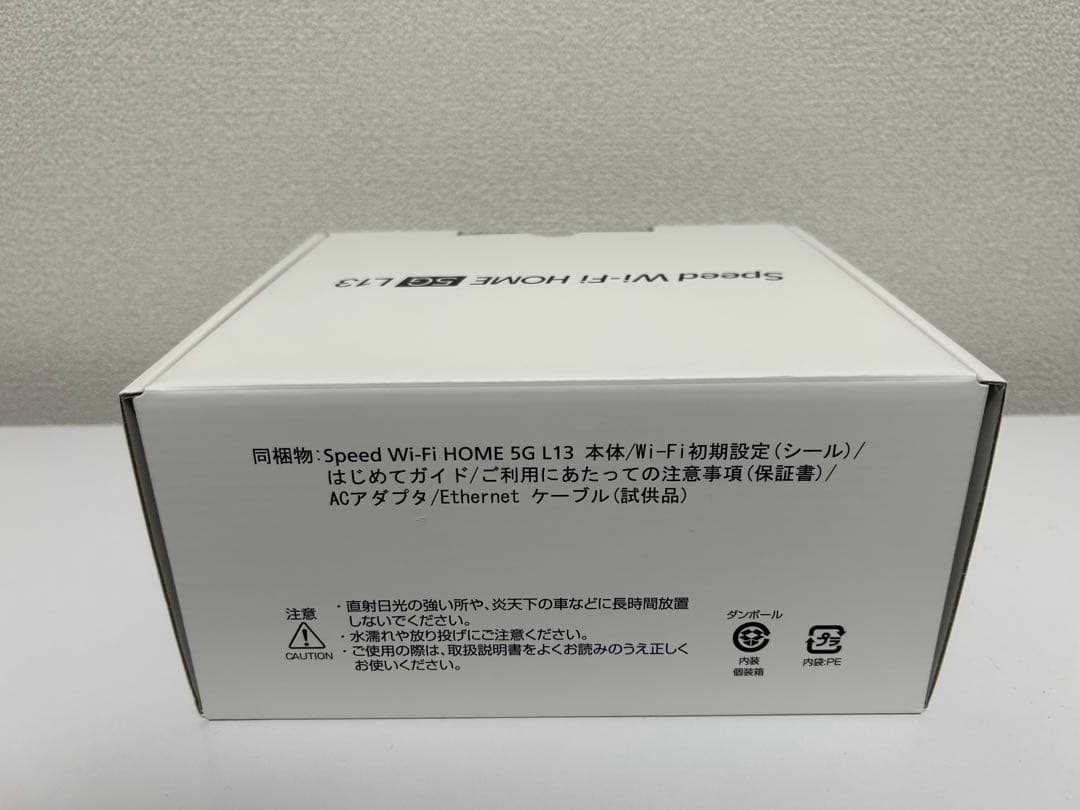 Speed Wi-Fi HOME 5G L13
同梱物:Speed Wi-Fi HOME 5G L13 本体/Wi-Fi初期設定(シール)/
はじめてガイド/ご利用にあたっての注意事項(保証書)/
ACアダプタ/Ethernet ケーブル(試供品)
注意
CAUTION
・直射日光の強い所や、炎天下の車などに長時間放置
しないでください。
・水濡れや放り投げにご注意ください。
・ご使用の際は、取扱説明書をよくお読みのうえ正しく
お使いください。
ダンボール
内装
個装箱
プラ
内袋:PE